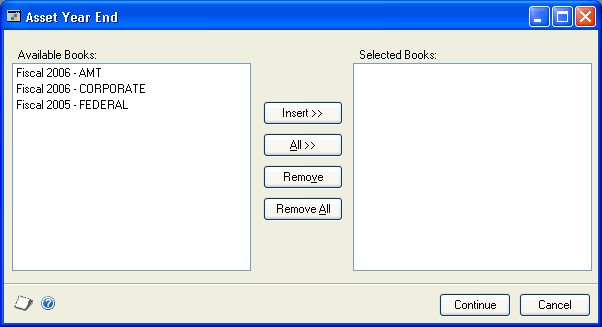 Asset Year End
Available Books:
Selected Books:
Fiscal 2006 - AMT
Fiscal 2006 - CORPORATE
Fiscal 2005 - FEDERAL
Insert >>
All >>
Remove
Remove All
Continue
Cancel